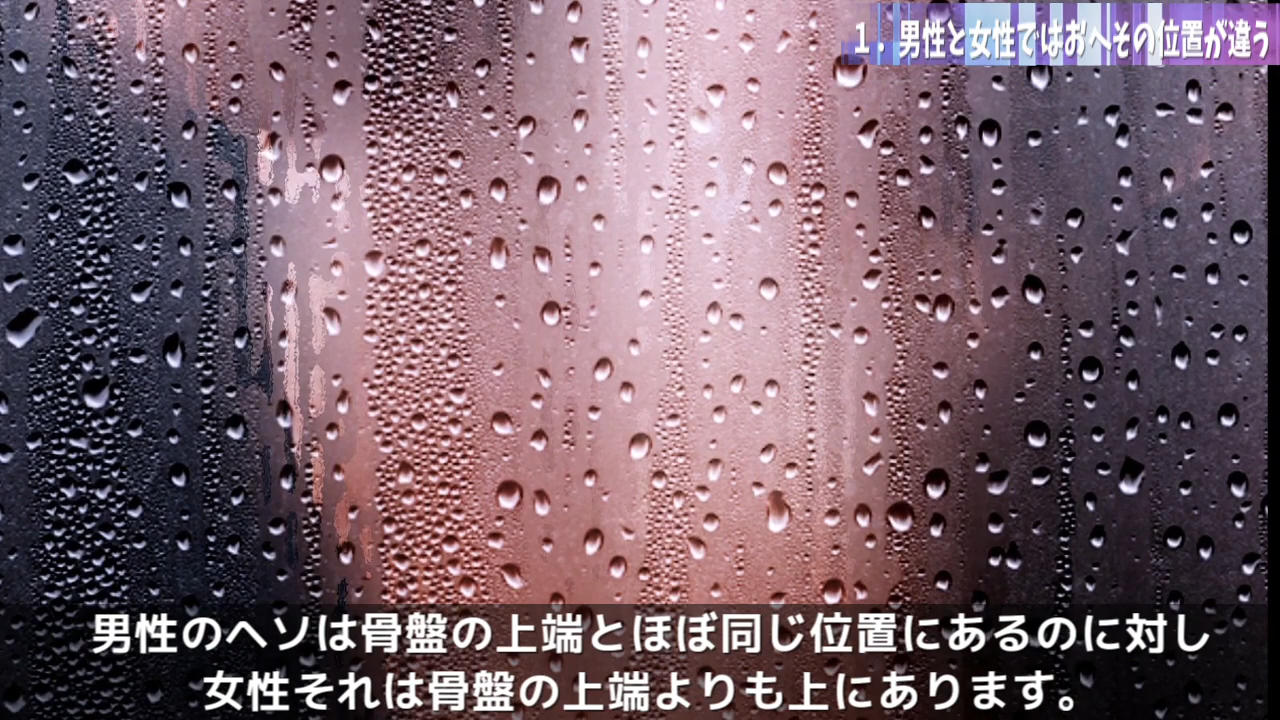 １．男性と女性ではおへその位置が違う
男性のヘソは骨盤の上端とほぼ同じ位置にあるのに対し
女性それは骨盤の上端よりも上にあります。